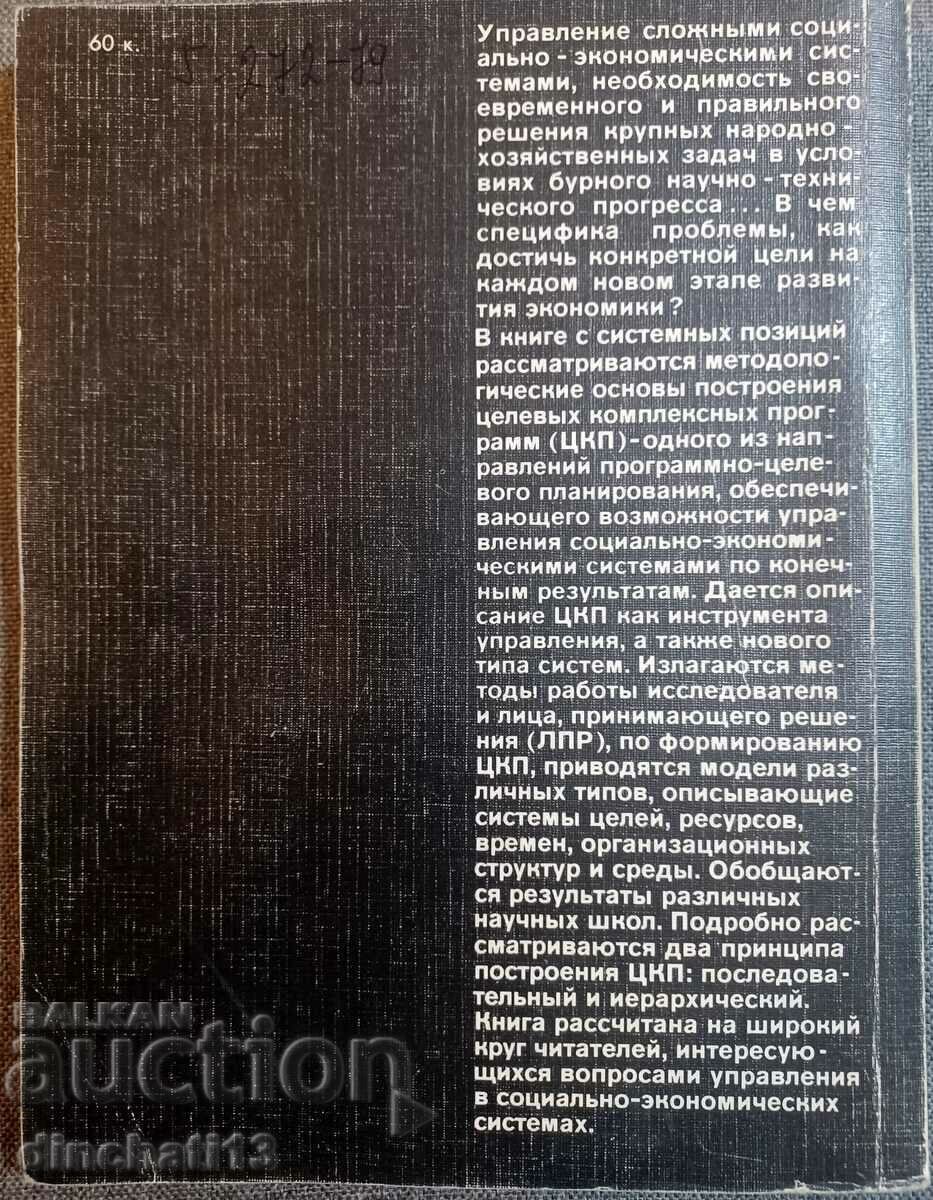 60 к.
Г. 272-79
Управление сложными соци-
ально - экономическими сис-
темами, необходимость сво-
евременного и правильного
решения крупных народно -
хозяйственных задач в усло-
виях бурного научно - техни-
ческого прогресса ... В чем
специфика проблемы, как
достичь конкретной цели на
каждом новом этапе разви-
тия экономики ?
В книге с системных позиций
рассматриваются методоло-
гические основы построения
целевых комплексных прог-
рамм (ЦКП)-одного из нап-
равлений программно-целе-
вого планирования, обеспечи-
вающего возможности упра-
вления социально-экономи-
ческими системами по конеч-
ным результатам. Дается опи-
сание ЦКП как инструмента
управления, а также нового
типа систем. Излагаются ме-
тоды работы исследователя
и лица, принимающего реше-
ния (ЛПР), по формированию
ЦКП, приводятся модели раз-
личных типов, описывающие
системы целей, ресурсов,
времен, организационных
структур и среды. Обобщают-
ся результаты различных
научных школ. Подробно рас-
сматриваются два принципа
построения ЦКП: последова-
тельный и иерархический.
Книга рассчитана на широкий
круг читателей, интересую-
щихся вопросами управления
в социально-экономических
системах.
BALKAN
auction
dinchati13